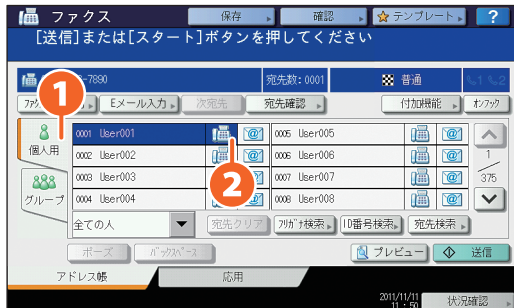 ファクス 保存 確認 テンプレート ?
[送信]または[スタート]ボタンを押してください
-7890 宛先数:0001 普通 1 2
1 Eメール入力 次宛先 宛先確認 付加機能 オンフック
個人用 0001 User001 0005 User005
0002 User002 0006 User006 1
グループ 0003 User003 2 0007 User007 375
0004 User004 0008 User008
全ての人 宛先クリア フリガナ検索 ID番号検索 宛先検索
ポーズ バックスペース プレビュー 送信
アドレス帳 応用
2011/11/11
11:50 状況確認